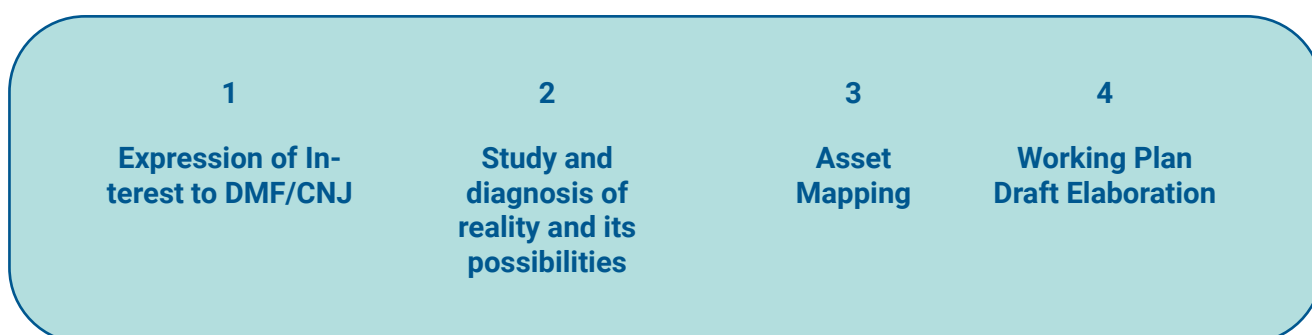 1
Expression of In-
terest to DMF/CNJ
2
Study and
diagnosis of
reality and its
possibilities
3
Asset
Mapping
4
Working Plan
Draft Elaboration